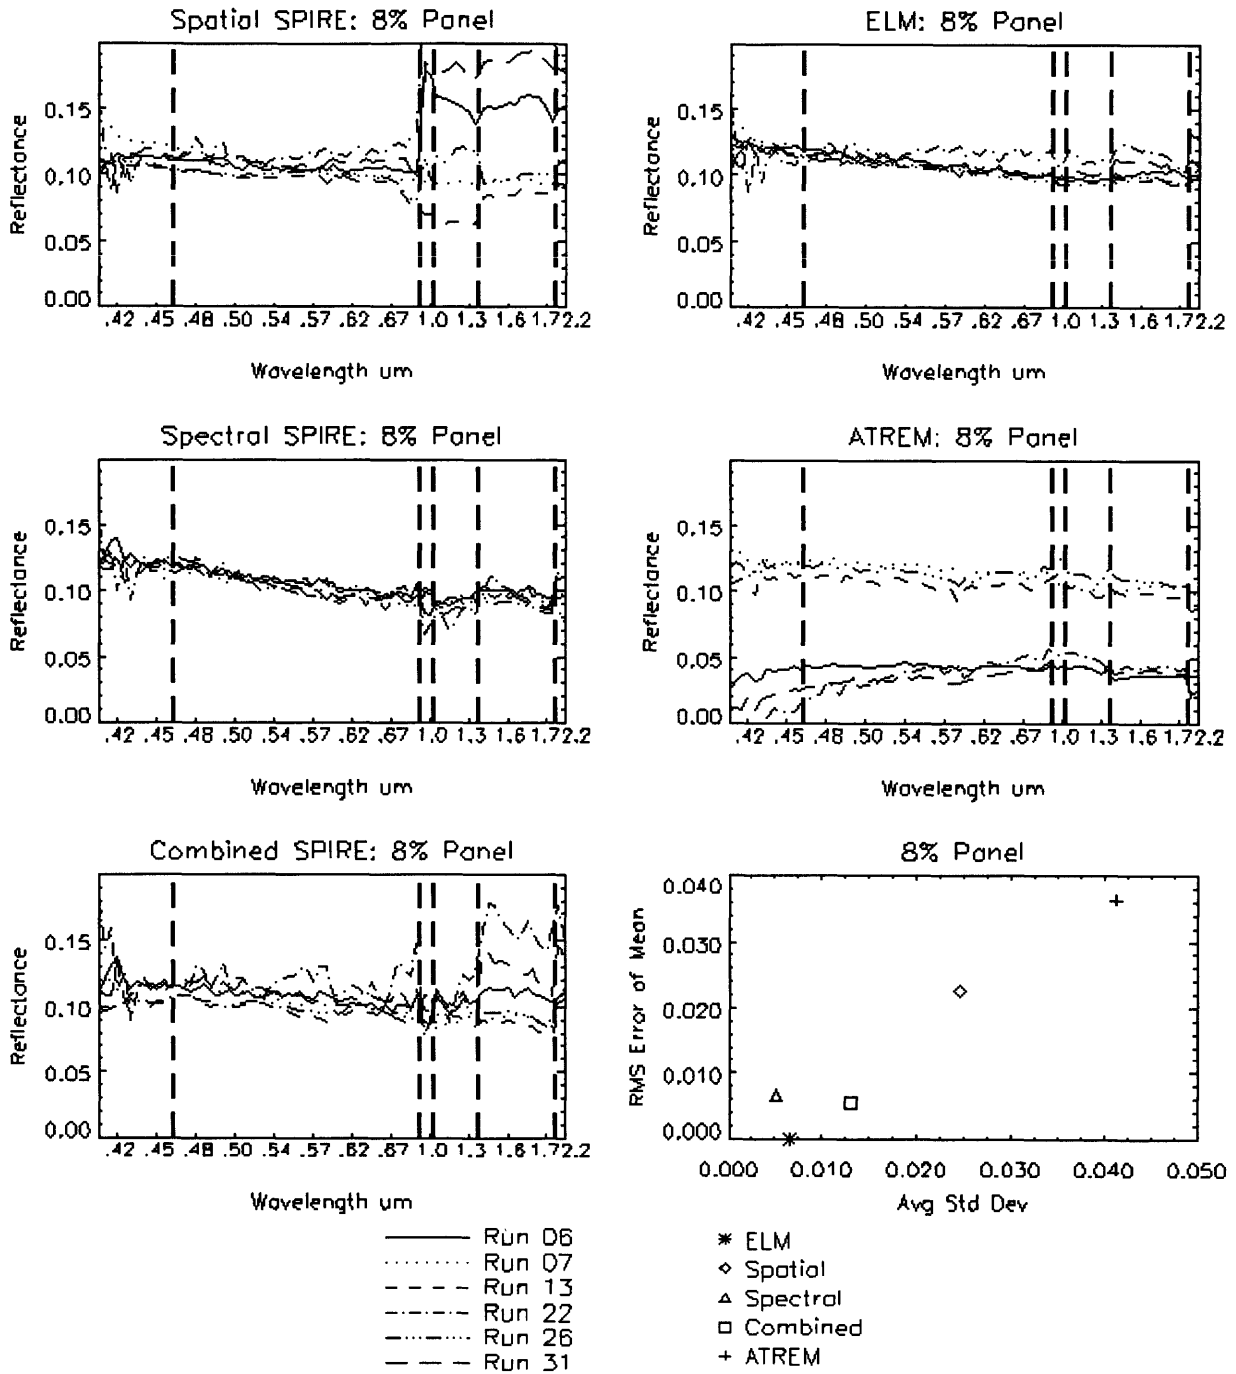 Spatial SPIRE: 8% Panel
Reflectance
0.15
0.10
0.05
0.00
.42 .45 .48 .50 .54 .57 .62 .67 1.0 1.3 1.6 1.72.2
Wavelength um
ELM: 8% Panel
Reflectance
0.15
0.10
0.05
0.00
.42 .45 .48 .50 .54 .57 .62 .67 1.0 1.3 1.6 1.72.2
Wavelength um
Spectral SPIRE: 8% Panel
Reflectance
0.15
0.10
0.05
0.00
.42 .45 .48 .50 .54 .57 .62 .67 1.0 1.3 1.6 1.72.2
Wavelength um
ATREM: 8% Panel
Reflectance
0.15
0.10
0.05
0.00
.42 .45 .48 .50 .54 .57 .62 .67 1.0 1.3 1.6 1.72.2
Wavelength um
Combined SPIRE: 8% Panel
Reflectance
0.15
0.10
0.05
0.00
.42 .45 .48 .50 .54 .57 .62 .67 1.0 1.3 1.6 1.72.2
Wavelength um
8% Panel
RMS Error of Mean
0.040
0.030
0.020
0.010
0.000
0.000 0.010 0.020 0.030 0.040 0.050
Avg Std Dev
Run 06
Run 07
Run 13
Run 22
Run 26
Run 31
ELM
Spatial
Spectral
Combined
ATREM